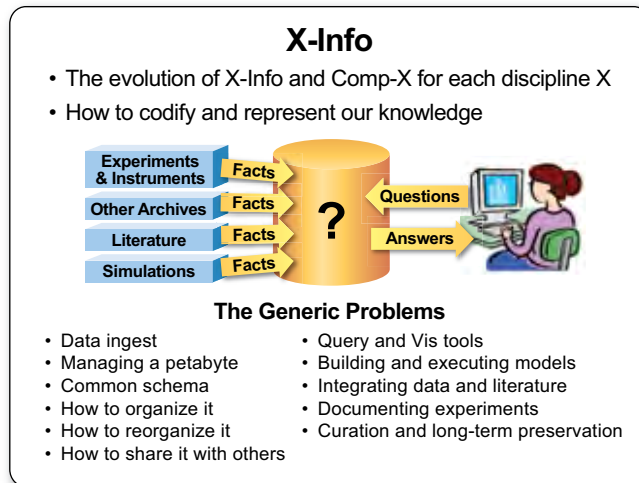 X-Info
• The evolution of X-Info and Comp-X for each discipline X
• How to codify and represent our knowledge
Experiments
& Instruments
Facts
Other Archives
Facts
Literature
Facts
Simulations
Facts
?
Questions
Answers
The Generic Problems
• Data ingest
• Managing a petabyte
• Common schema
• How to organize it
• How to reorganize it
• How to share it with others
• Query and Vis tools
• Building and executing models
• Integrating data and literature
• Documenting experiments
• Curation and long-term preservation